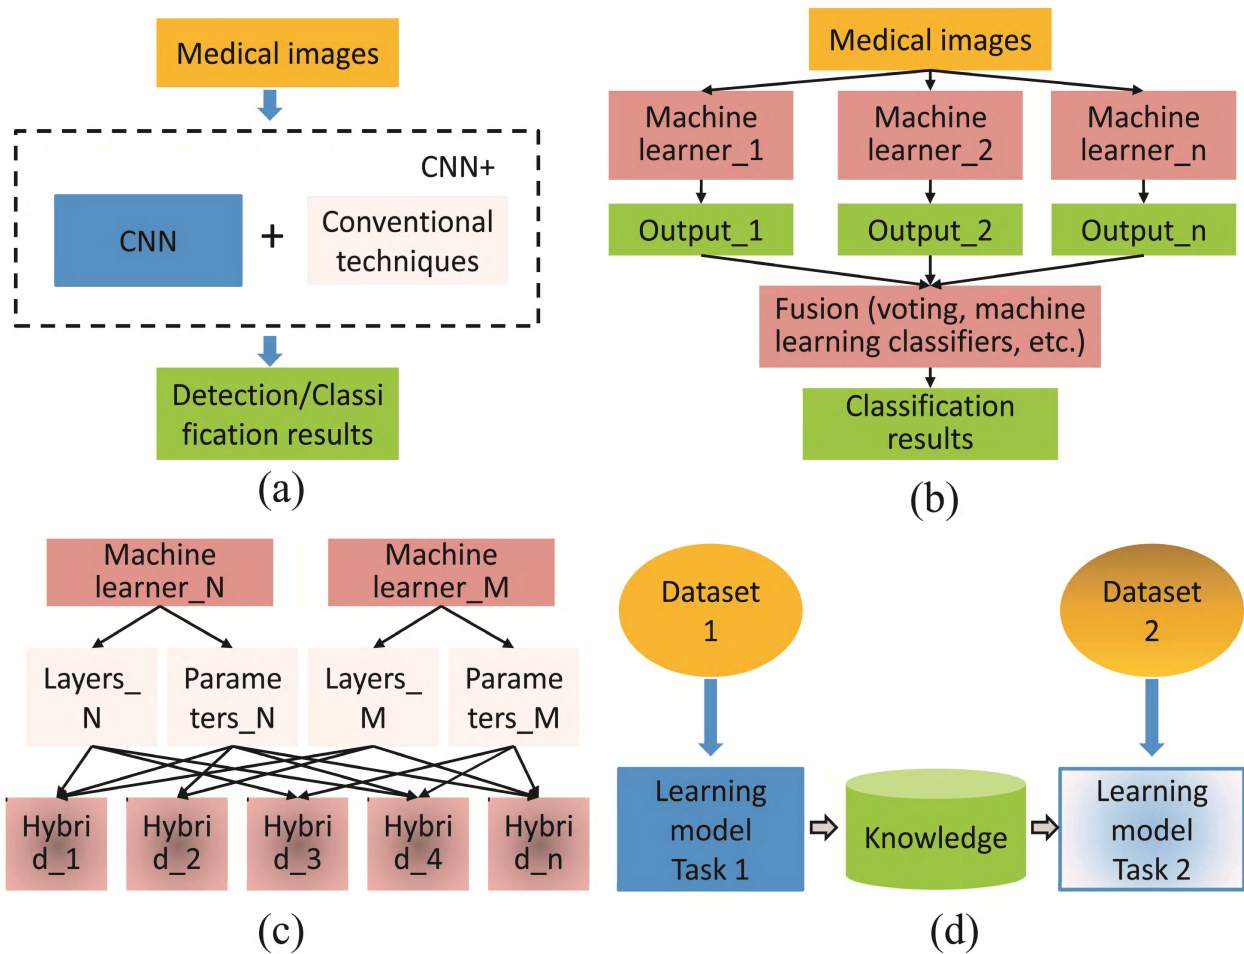 Medical images
CNN+
CNN
+
Conventional
techniques
Detection/Classi
fication results
(a)
Medical images
Machine
learner_1
Machine
learner_2
Machine
learner_n
Output_1
Output_2
Output_n
Fusion (voting, machine
learning classifiers, etc.)
Classification
results
(b)
Machine
learner_N
Machine
learner_M
Layers_
N
Parame
ters_N
Layers_
M
Parame
ters_M
Hybri
d_1
Hybri
d_2
Hybri
d_3
Hybri
d_4
Hybri
d_n
(c)
Dataset
1
Dataset
2
Learning
model
Task 1
Knowledge
Learning
model
Task 2
(d)